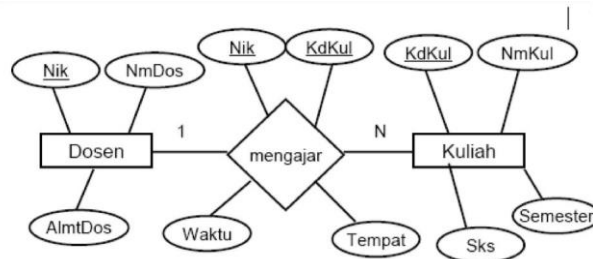 Nik
KdKul
KdKul
NmKul
Nik
NmDos
1
N
Dosen
mengajar
Kuliah
AlmtDos
Waktu
Tempat
Sks
Semester